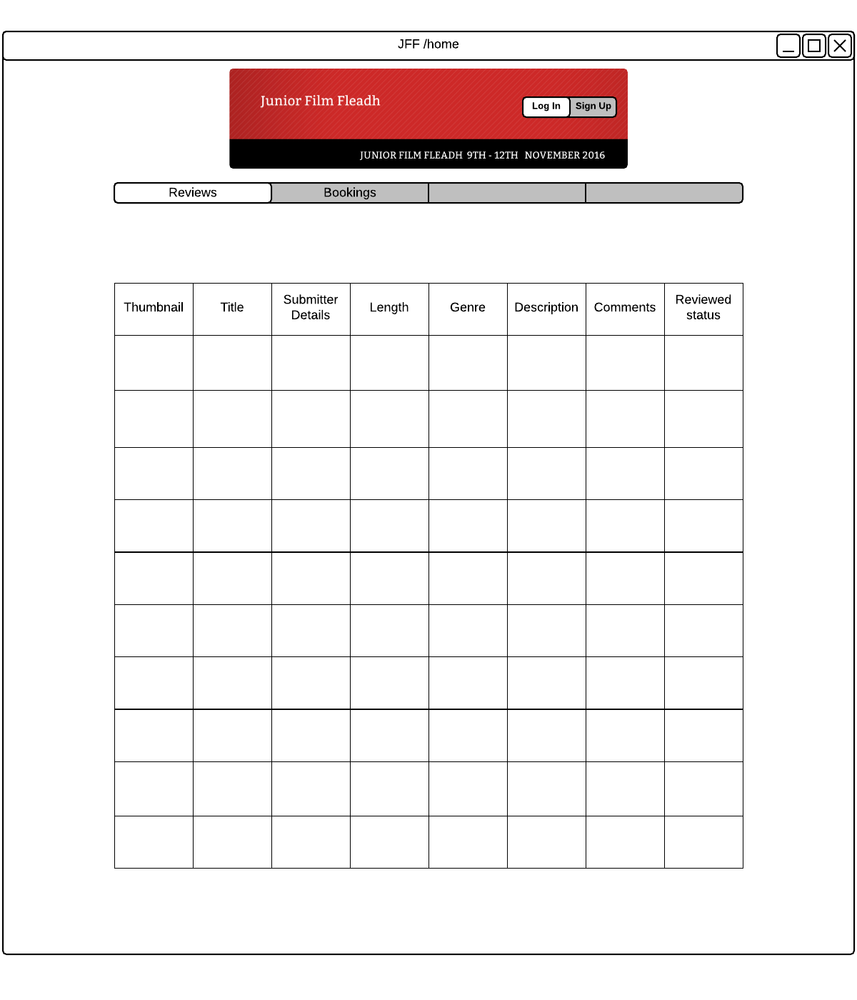 JFF /home
Junior Film Fleadh
Log In Sign Up
JUNIOR FILM FLEADH 9TH - 12TH NOVEMBER 2016
Reviews Bookings
Thumbnail Title Submitter Details Length Genre Description Comments Reviewed status